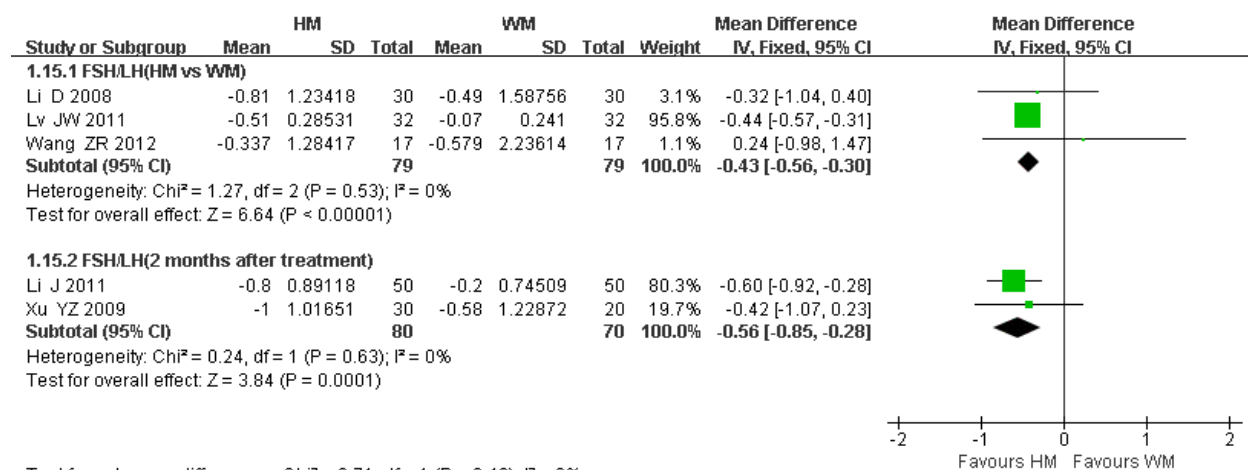 HM WM Mean Difference Mean Difference
Study or Subgroup Mean SD Total Mean SD Total Weight IV, Fixed, 95% CI IV, Fixed, 95% CI
1.15.1 FSH/LH(HM vs WM)
Li D 2008 -0.81 1.23418 30 -0.49 1.58756 30 3.1% -0.32 [-1.04, 0.40]
Lv JW 2011 -0.51 0.28531 32 -0.07 0.241 32 95.8% -0.44 [-0.57, -0.31]
Wang ZR 2012 -0.337 1.28417 17 -0.579 2.23614 17 1.1% 0.24 [-0.98, 1.47]
Subtotal (95% CI) 79 79 100.0% -0.43 [-0.56, -0.30]
Heterogeneity: Chi² = 1.27, df = 2 (P = 0.53); I² = 0%
Test for overall effect: Z = 6.64 (P < 0.00001)
1.15.2 FSH/LH(2 months after treatment)
Li J 2011 -0.8 0.89118 50 -0.2 0.74509 50 80.3% -0.60 [-0.92, -0.28]
Xu YZ 2009 -1 1.01651 30 -0.58 1.22872 20 19.7% -0.42 [-1.07, 0.23]
Subtotal (95% CI) 80 70 100.0% -0.56 [-0.85, -0.28]
Heterogeneity: Chi² = 0.24, df = 1 (P = 0.63); I² = 0%
Test for overall effect: Z = 3.84 (P = 0.0001)
-2 -1 0 1 2
Favours HM Favours WM